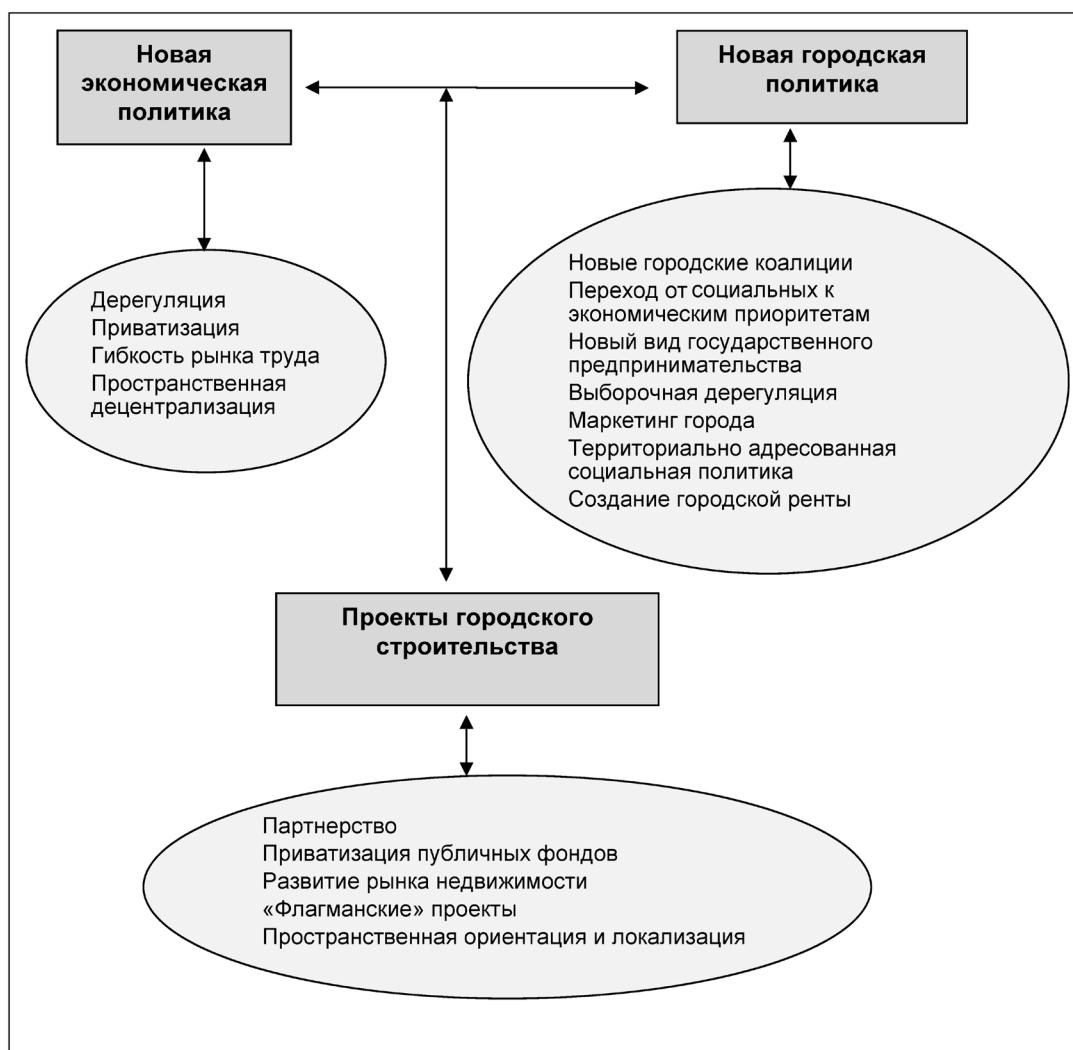 Новая
экономическая
политика
Новая городская
политика
Дерегуляция
Приватизация
Гибкость рынка труда
Пространственная
децентрализация
Новые городские коалиции
Переход от социальных к
экономическим приоритетам
Новый вид государственного
предпринимательства
Выборочная дерегуляция
Маркетинг города
Территориально адресованная
социальная политика
Создание городской ренты
Проекты городского
строительства
Партнерство
Приватизация публичных фондов
Развитие рынка недвижимости
«Флагманские» проекты
Пространственная ориентация и локализация